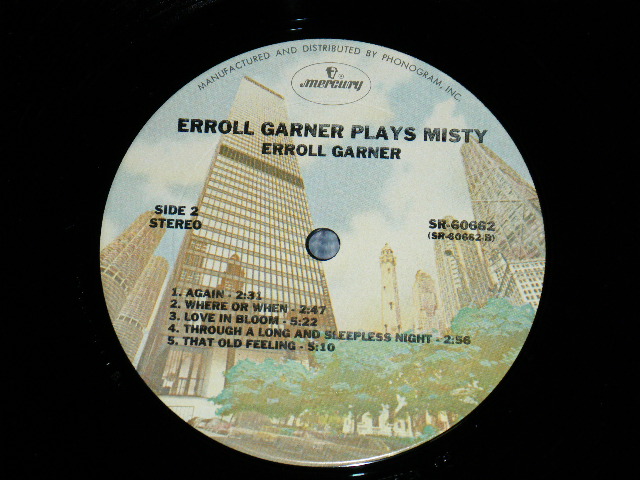 MANUFACTURED AND DISTRIBUTED BY PHONOGRAM, INC.
mercury
ERROLL GARNER PLAYS MISTY
ERROLL GARNER
SIDE 2
STEREO
SR-60662
(SR-60662-B)
1. AGAIN - 2:31
2. WHERE OR WHEN - 2:47
3. LOVE IN BLOOM - 5:22
4. THROUGH A LONG AND SLEEPLESS NIGHT - 2:56
5. THAT OLD FEELING - 5:10